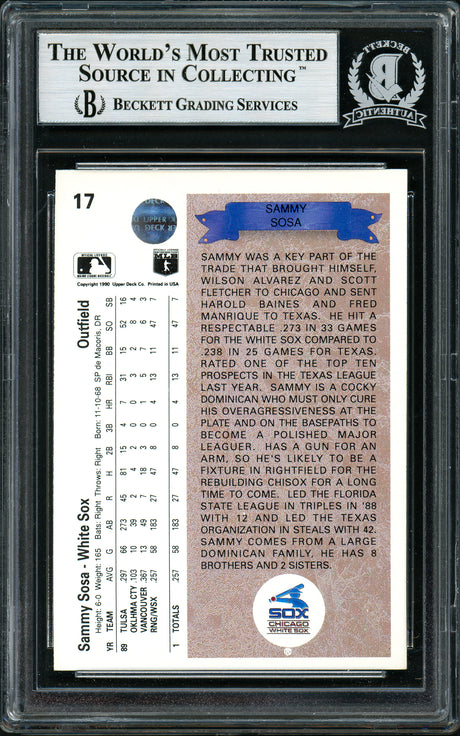 THE WORLD'S MOST TRUSTED
SOURCE IN COLLECTING™
B BECKETT GRADING SERVICES
BECKETT
B
AUTHENTIC
17
UPPER
DECK
OFFICIAL LICENSEE
MAJOR LEAGUE BASEBALL
Copyright 1990 Upper Deck Co. Printed in USA
SAMMY
SOSA
SAMMY WAS A KEY PART OF THE
TRADE THAT BROUGHT HIMSELF,
WILSON ALVAREZ AND SCOTT
FLETCHER TO CHICAGO AND SENT
HAROLD BAINES AND FRED
MANRIQUE TO TEXAS. HE HIT A
RESPECTABLE .273 IN 33 GAMES
FOR THE WHITE SOX COMPARED TO
.238 IN 25 GAMES FOR TEXAS.
RATED ONE OF THE TOP TEN
PROSPECTS IN THE TEXAS LEAGUE
LAST YEAR. SAMMY IS A COCKY
DOMINICAN WHO MUST ONLY CURE
HIS OVERAGRESSIVENESS AT THE
PLATE AND ON THE BASEPATHS TO
BECOME A POLISHED MAJOR
LEAGUER. HAS A GUN FOR AN
ARM, SO HE'S LIKELY TO BE A
FIXTURE IN RIGHTFIELD FOR THE
REBUILDING CHISOX FOR A LONG
TIME TO COME. LED THE FLORIDA
STATE LEAGUE IN TRIPLES IN '88
WITH 12 AND LED THE TEXAS
ORGANIZATION IN STEALS WITH 42.
SAMMY COMES FROM A LARGE
DOMINICAN FAMILY, HE HAS 8
BROTHERS AND 2 SISTERS.
SOX
CHICAGO
WHITE SOX
Sammy Sosa - White Sox Outfield
Height: 6-0 Weight: 165 Bats: Right Throws: Right Born: 11-10-68 SP de Macoris, DR
YR TEAM AVG G AB R H 2B 3B HR RBI BB SO SB
89 TULSA .297 66 273 45 81 15 4 7 31 15 52 16
OKLHMA CTY .103 10 39 2 4 2 0 0 3 2 8 4
VANCOUVER .367 13 49 7 18 3 0 1 4 7 6 3
RNG/WSX .257 58 183 27 47 8 0 4 13 11 47 7
1 TOTALS .257 58 183 27 47 8 0 4 13 11 47 7